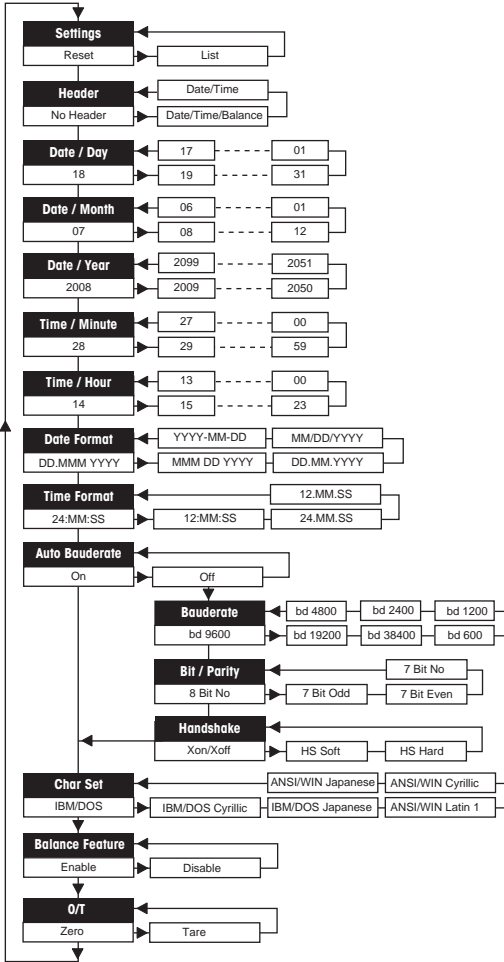 Settings
Reset List
Header Date/Time
No Header Date/Time/Balance
Date / Day 17 01
18 19 31
Date / Month 06 01
07 08 12
Date / Year 2099 2051
2008 2009 2050
Time / Minute 27 00
28 29 59
Time / Hour 13 00
14 15 23
Date Format YYYY-MM-DD MM/DD/YYYY
DD.MMM YYYY MMM DD YYYY DD.MM.YYYY
Time Format 12.MM.SS
24:MM:SS 12:MM:SS 24.MM.SS
Auto Bauderate
On Off
Bauderate bd 4800 bd 2400 bd 1200
bd 9600 bd 19200 bd 38400 bd 600
Bit / Parity 7 Bit No
8 Bit No 7 Bit Odd 7 Bit Even
Handshake
Xon/Xoff HS Soft HS Hard
Char Set ANSI/WIN Japanese ANSI/WIN Cyrillic
IBM/DOS IBM/DOS Cyrillic IBM/DOS Japanese ANSI/WIN Latin 1
Balance Feature
Enable Disable
0/T
Zero Tare